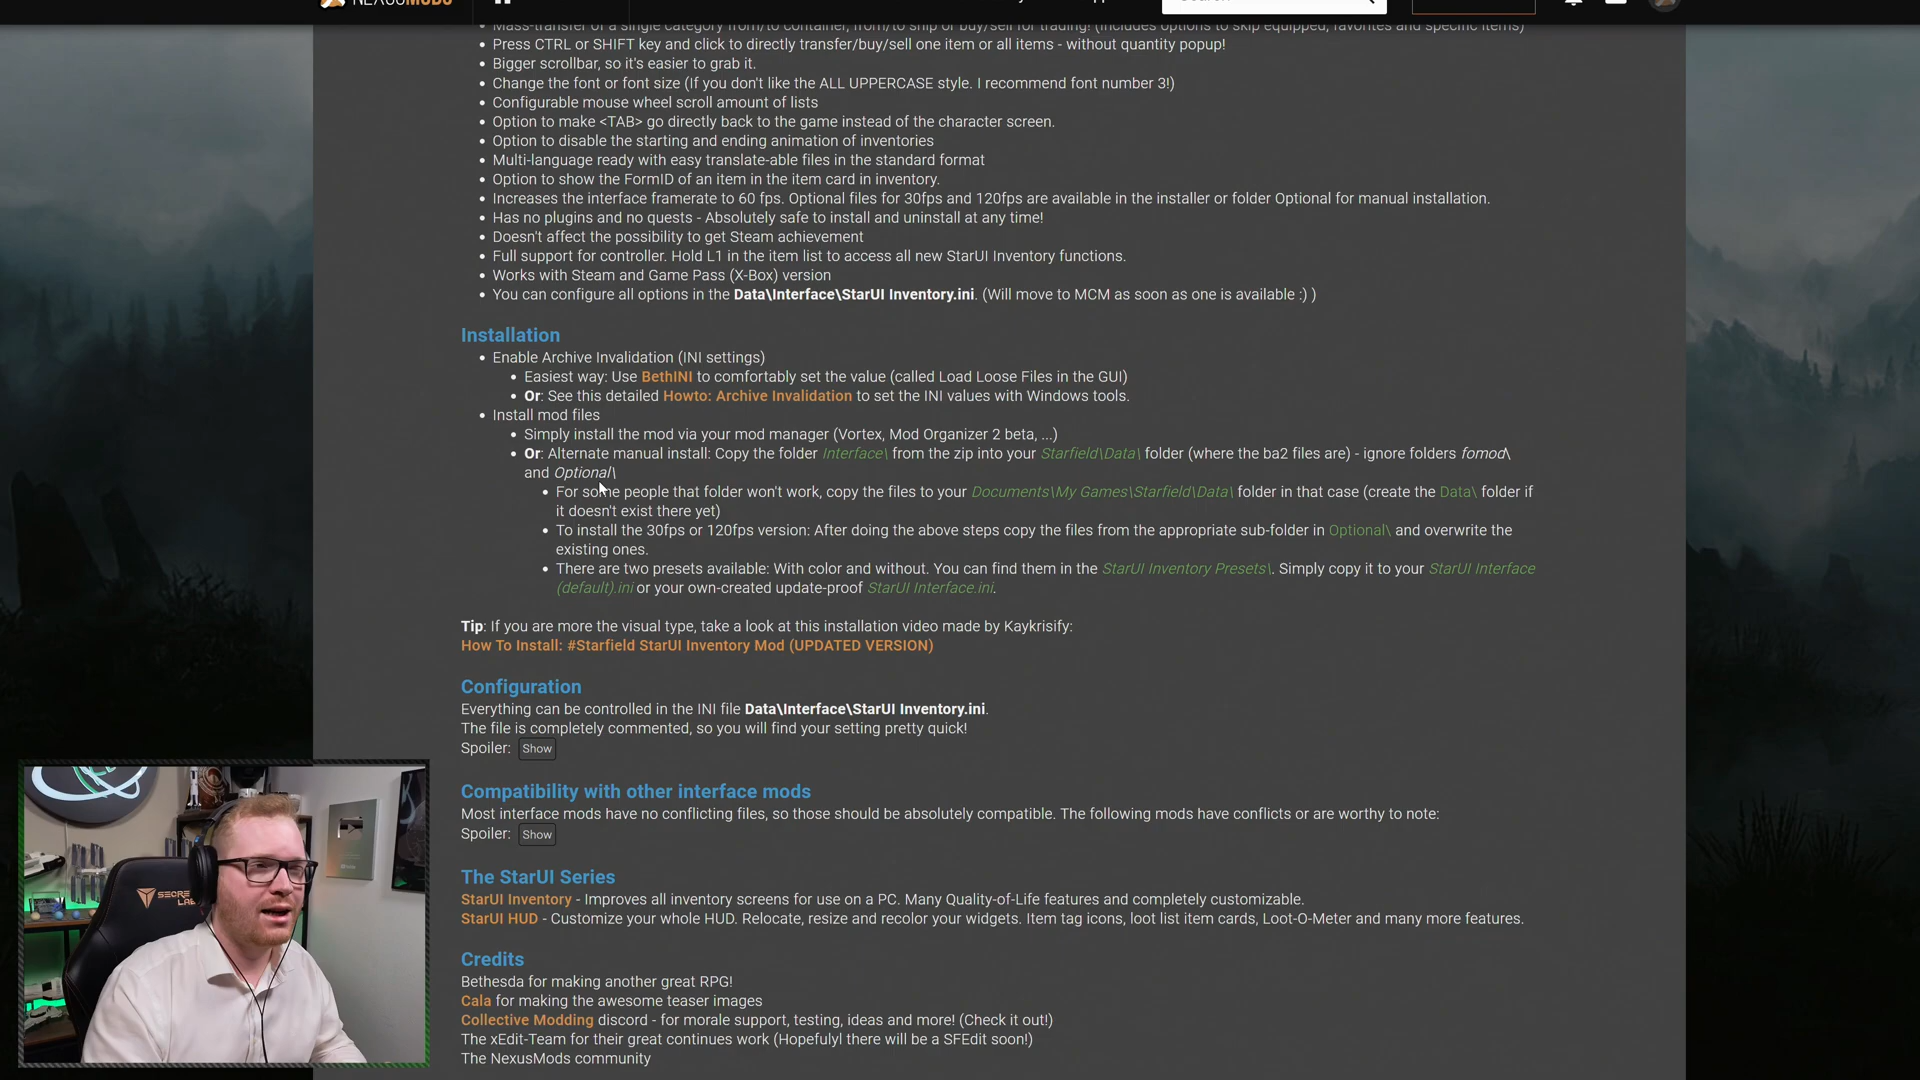 NEXUSMODS
Mass-transfer of a single category from/to container, from/to ship or buy/sell for trading! (includes options to skip equipped, favorites and specific items)
Press CTRL or SHIFT key and click to directly transfer/buy/sell one item or all items - without quantity popup!
Bigger scrollbar, so it's easier to grab it.
Change the font or font size (If you don't like the ALL UPPERCASE style. I recommend font number 3!)
Configurable mouse wheel scroll amount of lists
Option to make <TAB> go directly back to the game instead of the character screen.
Option to disable the starting and ending animation of inventories
Multi-language ready with easy translate-able files in the standard format
Option to show the FormID of an item in the item card in inventory.
Increases the interface framerate to 60 fps. Optional files for 30fps and 120fps are available in the installer or folder Optional for manual installation.
Has no plugins and no quests - Absolutely safe to install and uninstall at any time!
Doesn't affect the possibility to get Steam achievement
Full support for controller. Hold L1 in the item list to access all new StarUI Inventory functions.
Works with Steam and Game Pass (X-Box) version
You can configure all options in the Data\Interface\StarUI Inventory.ini. (Will move to MCM as soon as one is available :) )
Installation
Enable Archive Invalidation (INI settings)
Easiest way: Use BethINI to comfortably set the value (called Load Loose Files in the GUI)
Or: See this detailed Howto: Archive Invalidation to set the INI values with Windows tools.
Install mod files
Simply install the mod via your mod manager (Vortex, Mod Organizer 2 beta, ...)
Or: Alternate manual install: Copy the folder Interface\ from the zip into your Starfield\Data\ folder (where the ba2 files are) - ignore folders fomod\
and Optional\
For some people that folder won't work, copy the files to your Documents\My Games\Starfield\Data\ folder in that case (create the Data\ folder if
it doesn't exist there yet)
To install the 30fps or 120fps version: After doing the above steps copy the files from the appropriate sub-folder in Optional\ and overwrite the
existing ones.
There are two presets available: With color and without. You can find them in the StarUI Inventory Presets\. Simply copy it to your StarUI Interface
(default).ini or your own-created update-proof StarUI Interface.ini.
Tip: If you are more the visual type, take a look at this installation video made by Kaykrisify:
How To Install: #Starfield StarUI Inventory Mod (UPDATED VERSION)
Configuration
Everything can be controlled in the INI file Data\Interface\StarUI Inventory.ini.
The file is completely commented, so you will find your setting pretty quick!
Spoiler: Show
Compatibility with other interface mods
Most interface mods have no conflicting files, so those should be absolutely compatible. The following mods have conflicts or are worthy to note:
Spoiler: Show
The StarUI Series
StarUI Inventory - Improves all inventory screens for use on a PC. Many Quality-of-Life features and completely customizable.
StarUI HUD - Customize your whole HUD. Relocate, resize and recolor your widgets. Item tag icons, loot list item cards, Loot-O-Meter and many more features.
Credits
Bethesda for making another great RPG!
Cala for making the awesome teaser images
Collective Modding discord - for morale support, testing, ideas and more! (Check it out!)
The xEdit-Team for their great continues work (Hopefulyl there will be a SFEdit soon!)
The NexusMods community